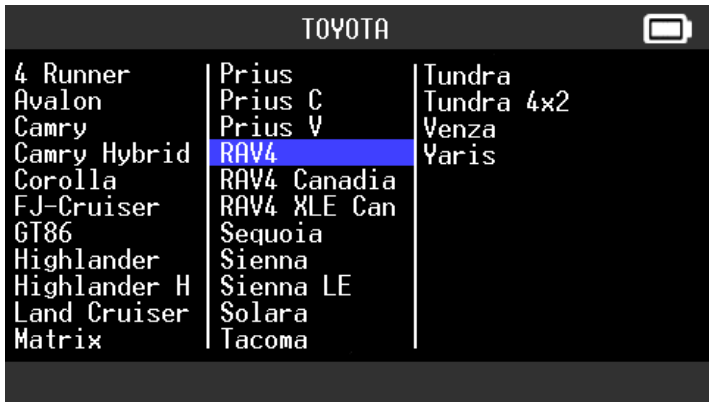 TOYOTA
4 Runner
Avalon
Camry
Camry Hybrid
Corolla
FJ-Cruiser
GT86
Highlander
Highlander H
Land Cruiser
Matrix
Prius
Prius C
Prius V
RAV4
RAV4 Canadia
RAV4 XLE Can
Sequoia
Sienna
Sienna LE
Solara
Tacoma
Tundra
Tundra 4x2
Venza
Yaris